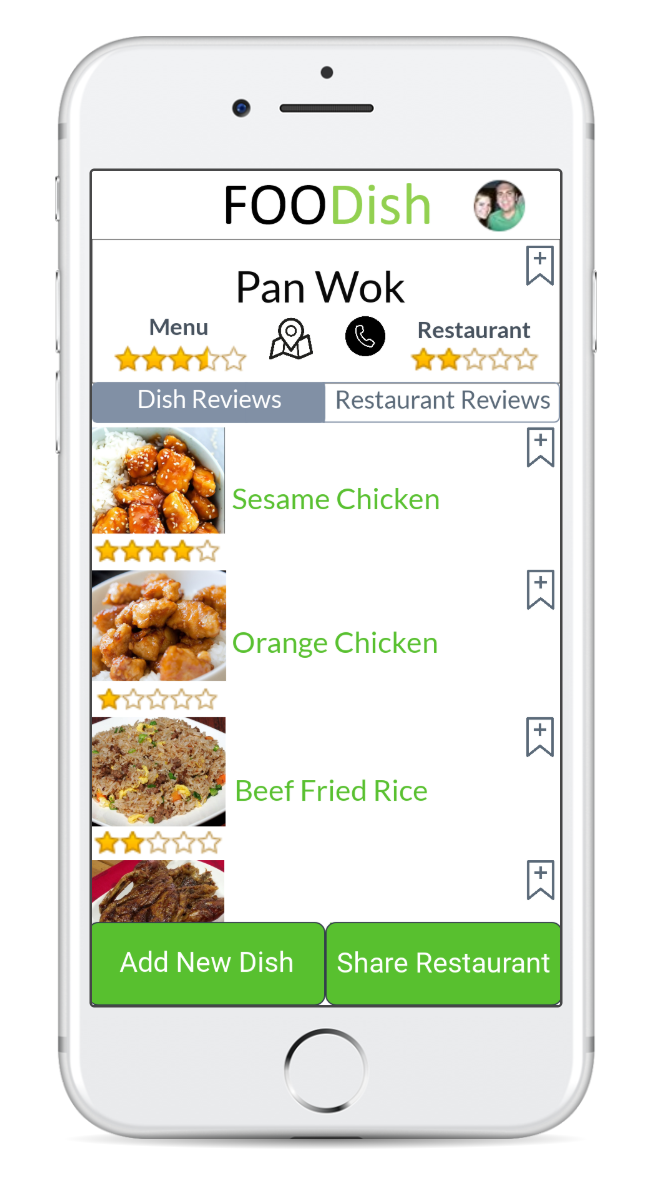 FOODish
Pan Wok
Menu
Restaurant
Dish Reviews
Restaurant Reviews
Sesame Chicken
Orange Chicken
Beef Fried Rice
Add New Dish
Share Restaurant